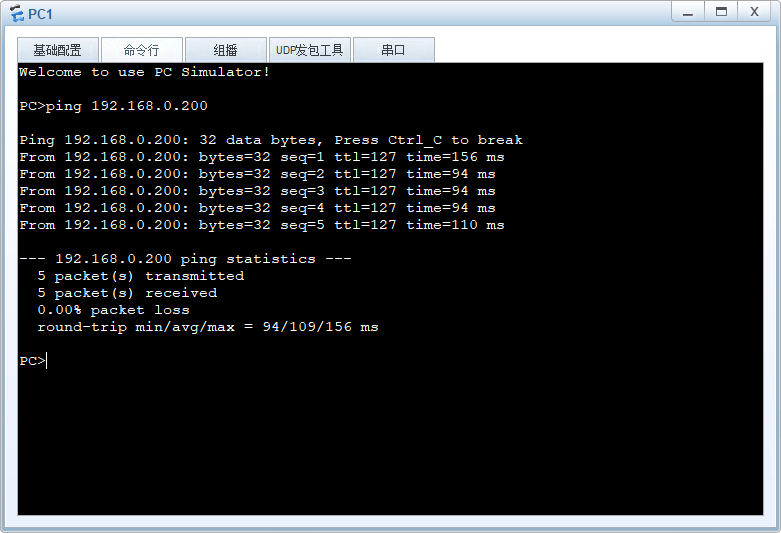 PC1
基础配置 命令行 组播 UDP发包工具 串口
Welcome to use PC Simulator!
PC>ping 192.168.0.200
Ping 192.168.0.200: 32 data bytes, Press Ctrl_C to break
From 192.168.0.200: bytes=32 seq=1 ttl=127 time=156 ms
From 192.168.0.200: bytes=32 seq=2 ttl=127 time=94 ms
From 192.168.0.200: bytes=32 seq=3 ttl=127 time=94 ms
From 192.168.0.200: bytes=32 seq=4 ttl=127 time=94 ms
From 192.168.0.200: bytes=32 seq=5 ttl=127 time=110 ms
--- 192.168.0.200 ping statistics ---
5 packet(s) transmitted
5 packet(s) received
0.00% packet loss
round-trip min/avg/max = 94/109/156 ms
PC>